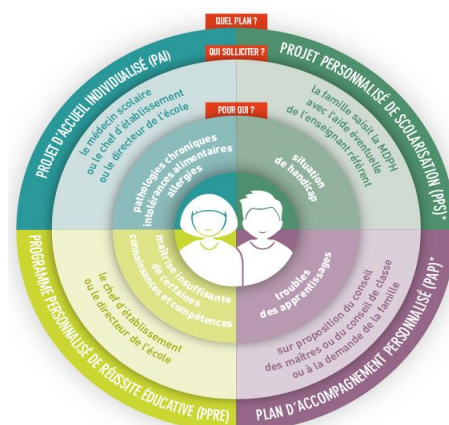 QUEL PLAN ?
QUI SOLLICITER ?
POUR QUI ?
PROJET D'ACCUEIL INDIVIDUALISÉ (PAI)
le médecin scolaire
ou le chef d'établissement
ou le directeur de l'école
pathologies chroniques
intolérances alimentaires
allergies
PROJET PERSONNALISÉ DE SCOLARISATION (PPS)*
la famille saisit la MDPH
avec l'aide éventuelle
de l'enseignant référent
situation
de handicap
PROGRAMME PERSONNALISÉ DE RÉUSSITE ÉDUCATIVE (PPRE)
le chef d'établissement
ou le directeur de l'école
maîtrise insuffisante
de certaines
connaissances et compétences
PLAN D'ACCOMPAGNEMENT PERSONNALISÉ (PAP)*
sur proposition du conseil
des maîtres ou du conseil de classe
ou à la demande de la famille
troubles
des apprentissages